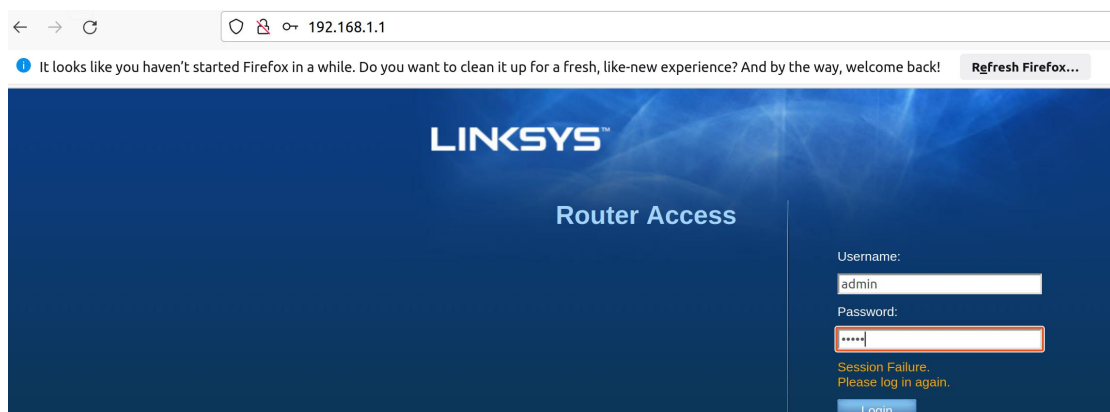 192.168.1.1
It looks like you haven't started Firefox in a while. Do you want to clean it up for a fresh, like-new experience? And by the way, welcome back! Refresh Firefox...
LINKSYS™
Router Access
Username:
admin
Password:
•••••
Session Failure.
Please log in again.
Login